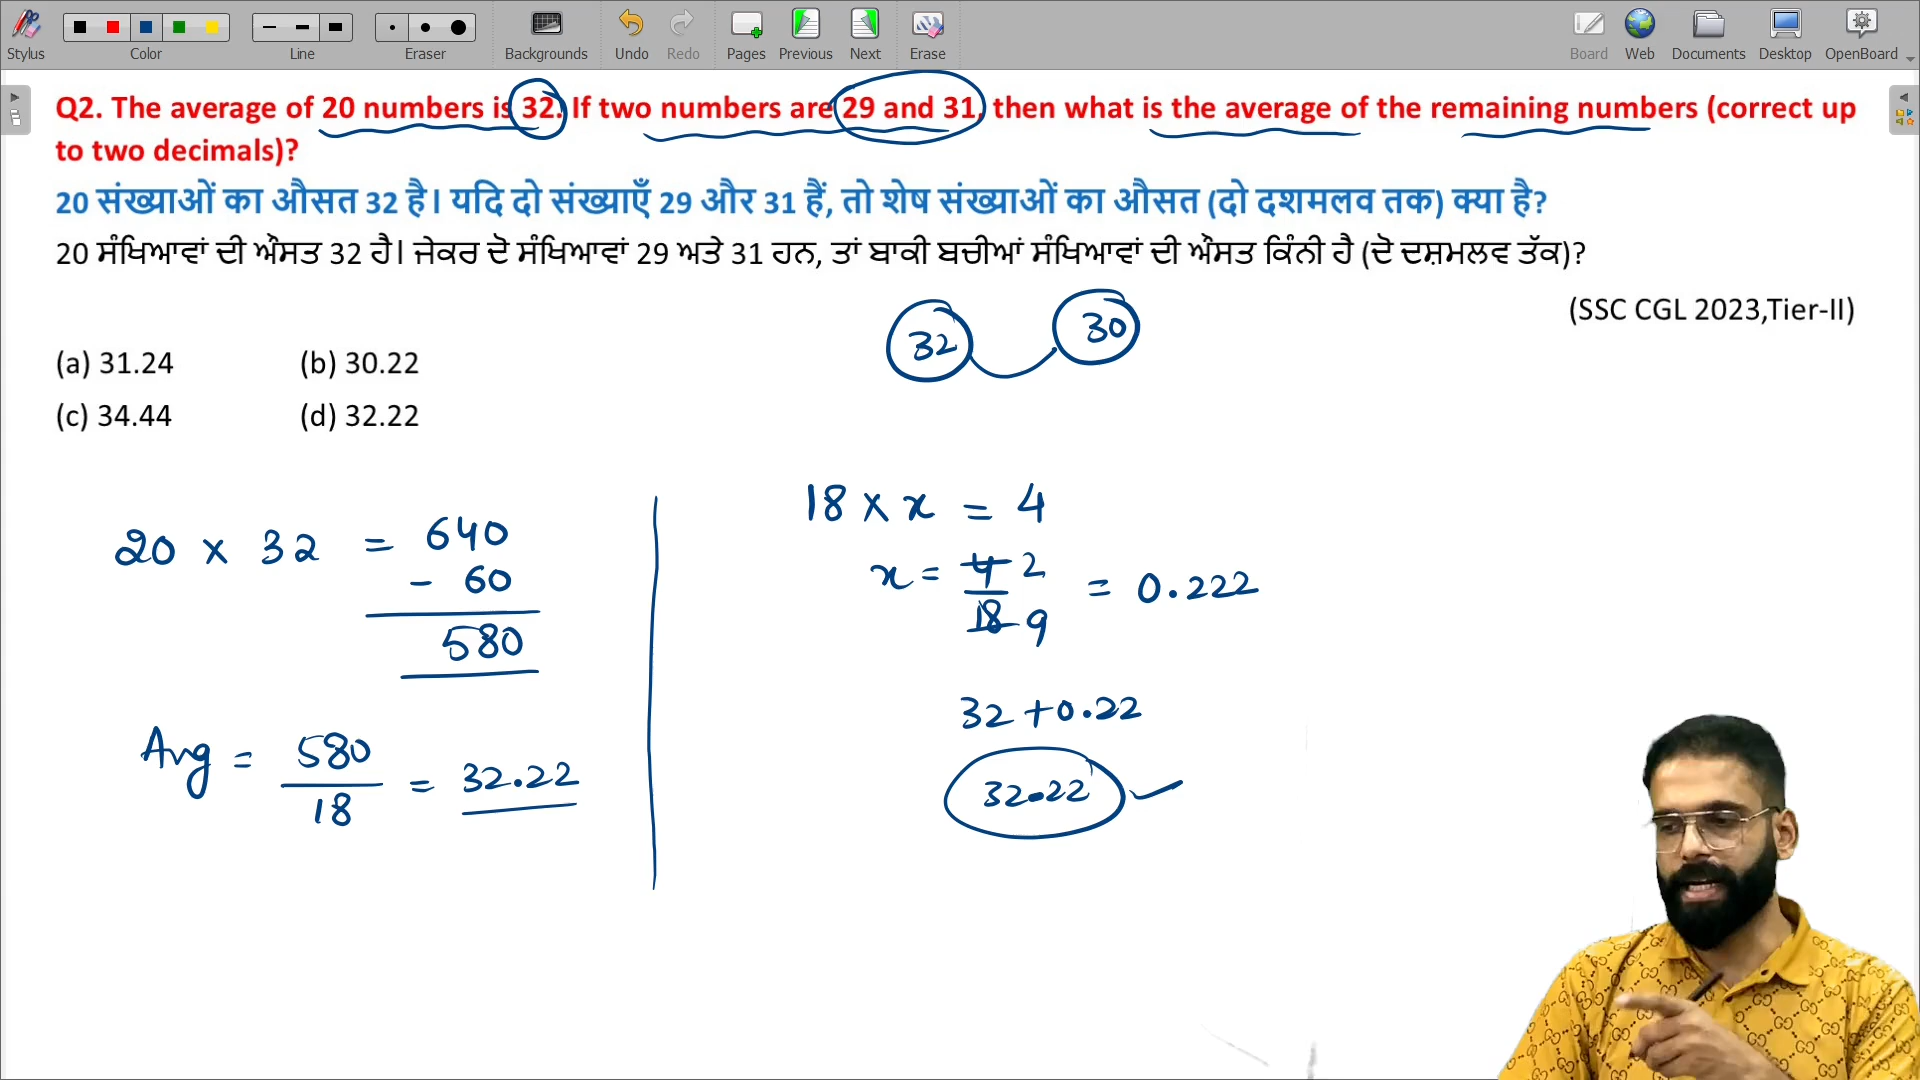 Stylus Color Line Eraser Backgrounds Undo Redo Pages Previous Next Erase Board Web Documents Desktop OpenBoard
Q2. The average of 20 numbers is 32. If two numbers are 29 and 31, then what is the average of the remaining numbers (correct up
to two decimals)?
20 संख्याओं का औसत 32 है। यदि दो संख्याएँ 29 और 31 हैं, तो शेष संख्याओं का औसत (दो दशमलव तक) क्या है?
20 ਸੰਖਿਆਵਾਂ ਦੀ ਔਸਤ 32 ਹੈ। ਜੇਕਰ ਦੋ ਸੰਖਿਆਵਾਂ 29 ਅਤੇ 31 ਹਨ, ਤਾਂ ਬਾਕੀ ਬਚੀਆਂ ਸੰਖਿਆਵਾਂ ਦੀ ਔਸਤ ਕਿੰਨੀ ਹੈ (ਦੋ ਦਸ਼ਮਲਵ ਤੱਕ)?
(SSC CGL 2023,Tier-II)
32 30
(a) 31.24 (b) 30.22
(c) 34.44 (d) 32.22
20 x 32 = 640
- 60
580
Avg = 580/18 = 32.22
18 x x = 4
x = 4/18 2/9 = 0.222
32 + 0.22
32.22